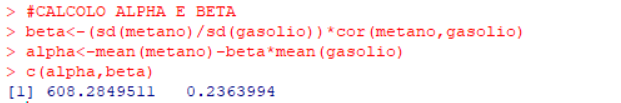 > #CALCOLO ALPHA E BETA
> beta<-(sd(metano)/sd(gasolio))*cor(metano,gasolio)
> alpha<-mean(metano)-beta*mean(gasolio)
> c(alpha,beta)
[1] 608.2849511   0.2363994